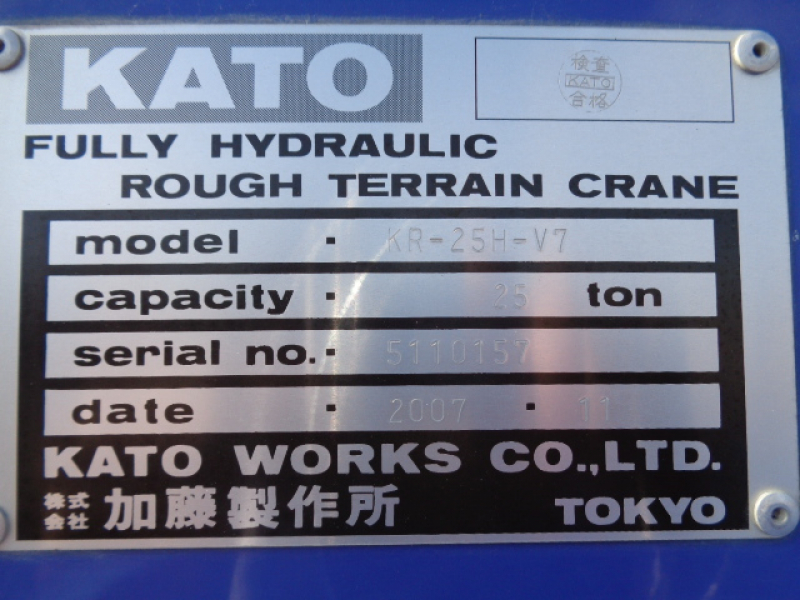 KATO
検査
KATO
合格
FULLY HYDRAULIC
ROUGH TERRAIN CRANE
model · KR-25H-V7
capacity · 25 ton
serial no. · 5110157
date · 2007 · 11
KATO WORKS CO.,LTD.
株式会社 加藤製作所 TOKYO